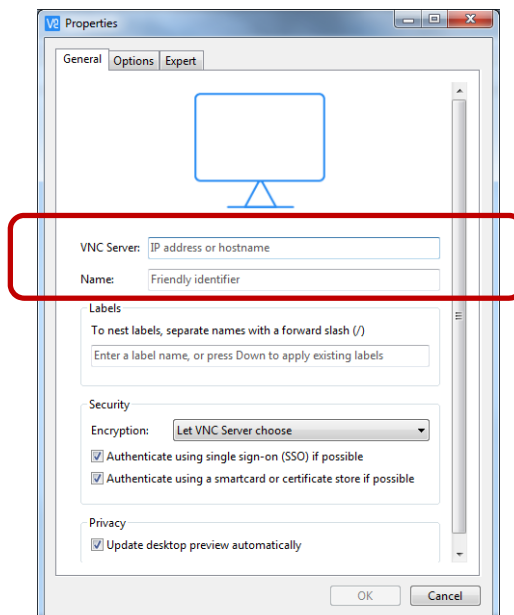 V2 Properties
General Options Expert
VNC Server: IP address or hostname
Name: Friendly identifier
Labels
To nest labels, separate names with a forward slash (/)
Enter a label name, or press Down to apply existing labels
Security
Encryption: Let VNC Server choose
Authenticate using single sign-on (SSO) if possible
Authenticate using a smartcard or certificate store if possible
Privacy
Update desktop preview automatically
OK Cancel